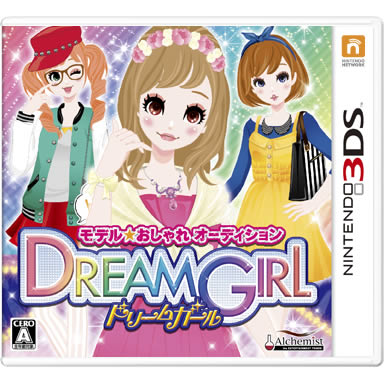 NINTENDO
NETWORK
NINTENDO 3DS
モデル★おしゃれ オーディション
DREAM GIRL
ドリームガール
CERO
A
Alchemist